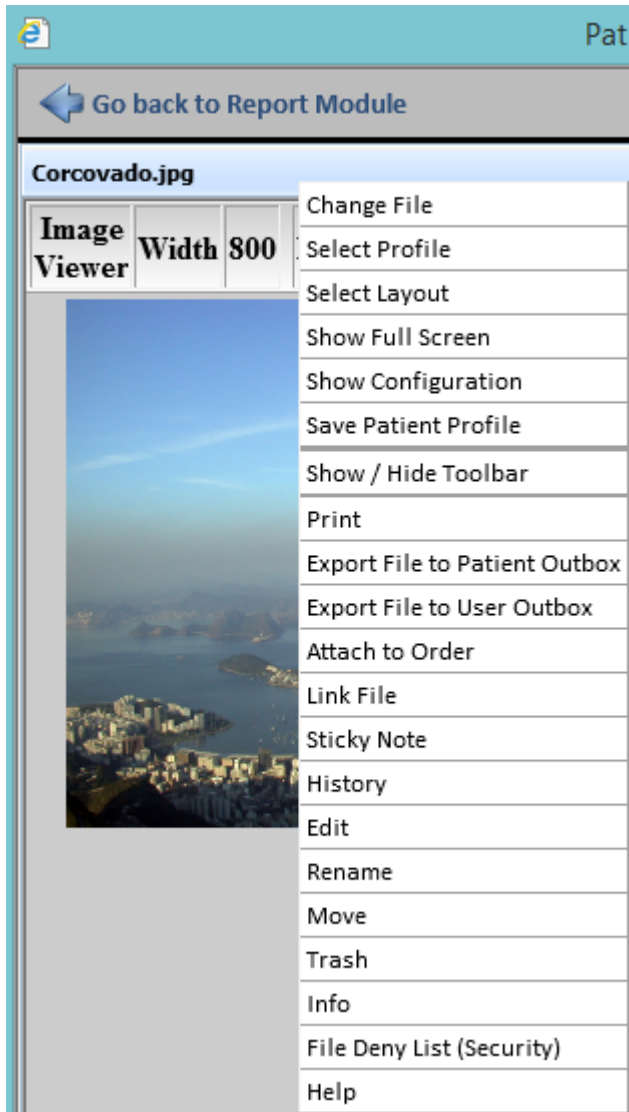 Pat
Go back to Report Module
Corcovado.jpg
Image
Viewer
Width
800
Change File
Select Profile
Select Layout
Show Full Screen
Show Configuration
Save Patient Profile
Show / Hide Toolbar
Print
Export File to Patient Outbox
Export File to User Outbox
Attach to Order
Link File
Sticky Note
History
Edit
Rename
Move
Trash
Info
File Deny List (Security)
Help